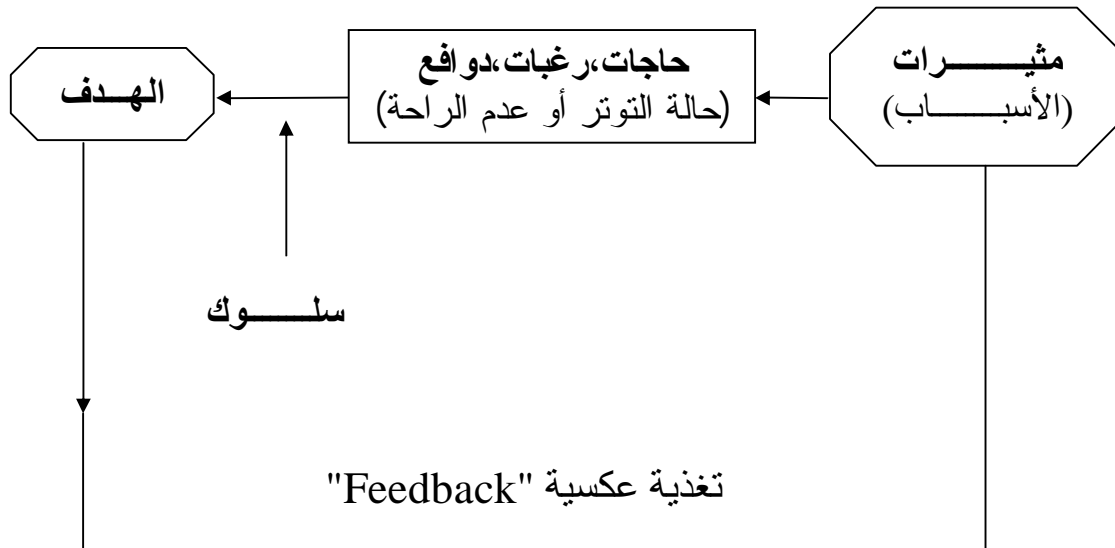 مثيرات
(الأسباب)
حاجات،رغبات،دوافع
(حالة التوتر أو عدم الراحة)
الهدف
سلوك
تغذية عكسية "Feedback"